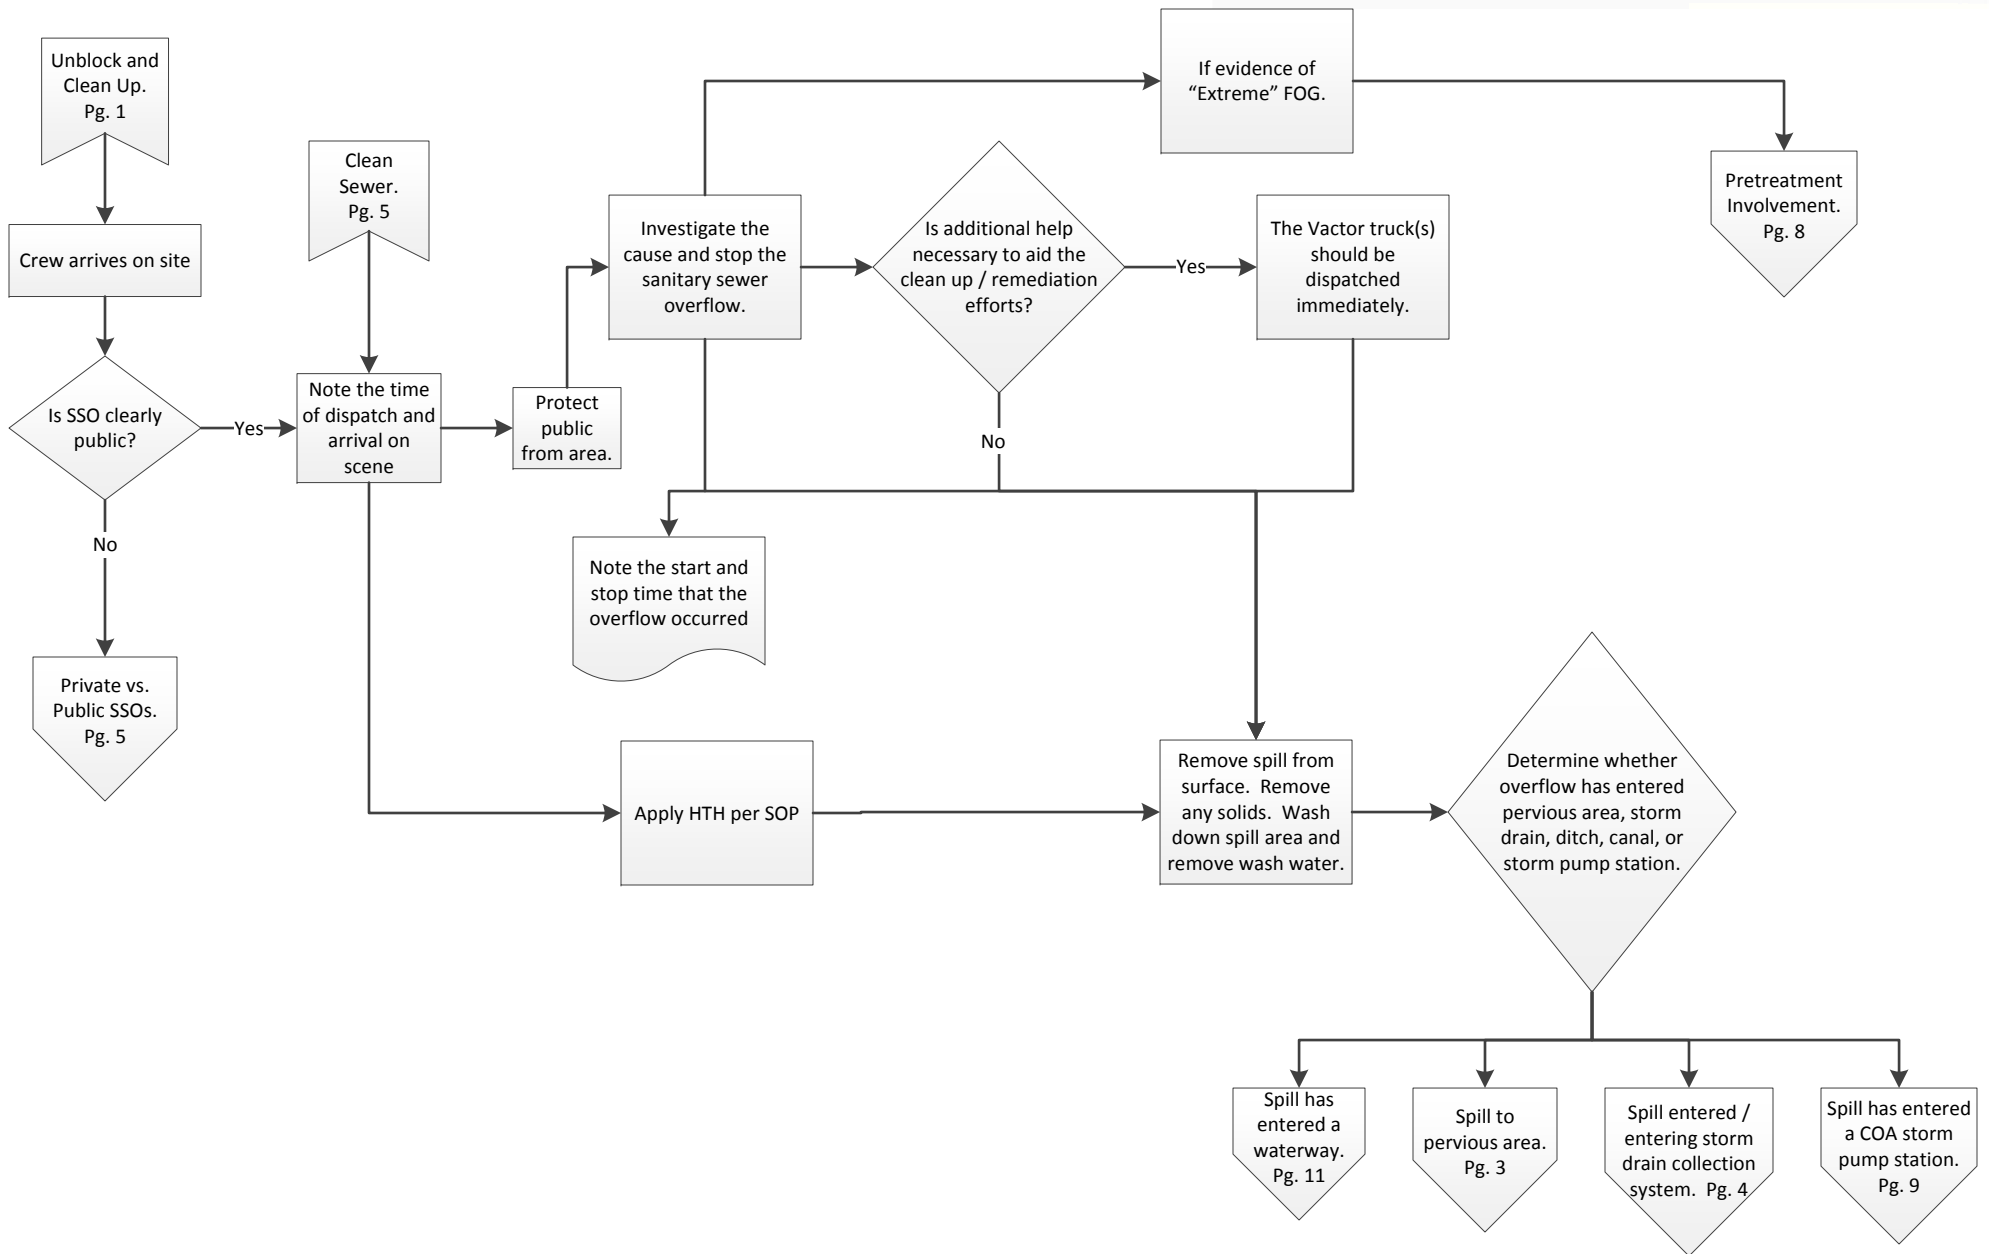 Unblock and
Clean Up.
Pg. 1
Crew arrives on site
Is SSO clearly
public?
Yes
No
Private vs.
Public SSOs.
Pg. 5
Clean
Sewer.
Pg. 5
Note the time
of dispatch and
arrival on
scene
Protect
public
from area.
Investigate the
cause and stop the
sanitary sewer
overflow.
If evidence of
“Extreme” FOG.
Pretreatment
Involvement.
Pg. 8
Is additional help
necessary to aid the
clean up / remediation
efforts?
Yes
No
The Vactor truck(s)
should be
dispatched
immediately.
Note the start and
stop time that the
overflow occurred
Apply HTH per SOP
Remove spill from
surface.  Remove
any solids.  Wash
down spill area and
remove wash water.
Determine whether
overflow has entered
pervious area, storm
drain, ditch, canal, or
storm pump station.
Spill has
entered a
waterway.
Pg. 11
Spill to
pervious area.
Pg. 3
Spill entered /
entering storm
drain collection
system.  Pg. 4
Spill has entered
a COA storm
pump station.
Pg. 9